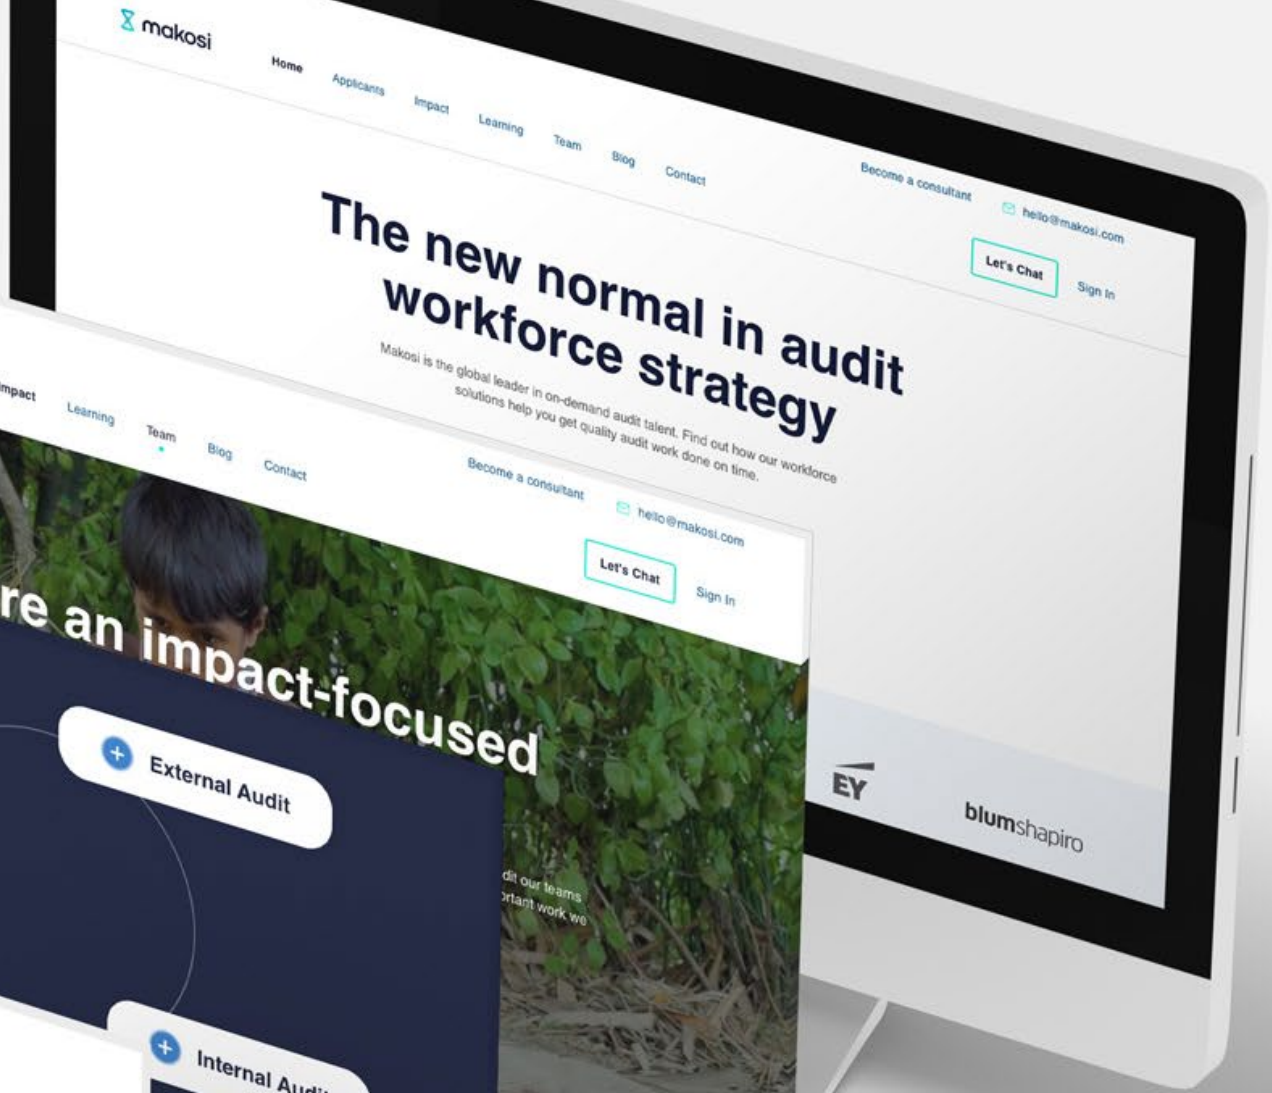 makosi
Home
Applicants
Impact
Learning
Team
Blog
Contact
Become a consultant
hello@makosi.com
Let's Chat
Sign In
The new normal in audit
workforce strategy
Makosi is the global leader in on-demand audit talent. Find out how our workforce
solutions help you get quality audit work done on time.
EY
blumshapiro
Impact
Learning
Team
Blog
Contact
Become a consultant
hello@makosi.com
Let's Chat
Sign In
re an impact-focused
dit our teams
ortant work we
External Audit
Internal Audit